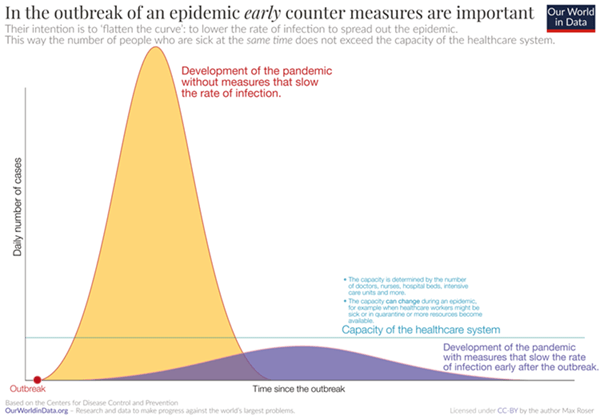 In the outbreak of an epidemic early counter measures are important
Our World
in Data
Their intention is to 'flatten the curve'; to lower the rate of infection to spread out the epidemic.
This way the number of people who are sick at the same time does not exceed the capacity of the healthcare system.
Development of the pandemic
without measures that slow
the rate of infection.
Daily number of cases
• The capacity is determined by the number
of doctors, nurses, hospital beds, intensive
care units and more.
• The capacity can change during an epidemic,
for example when healthcare workers might be
sick or in quarantine or more resources become
available.
Capacity of the healthcare system
Development of the pandemic
with measures that slow the rate
of infection early after the outbreak.
Outbreak
Time since the outbreak
Based on the Centers for Disease Control and Prevention
OurWorldinData.org – Research and data to make progress against the world's largest problems.
Licensed under CC-BY by the author Max Roser